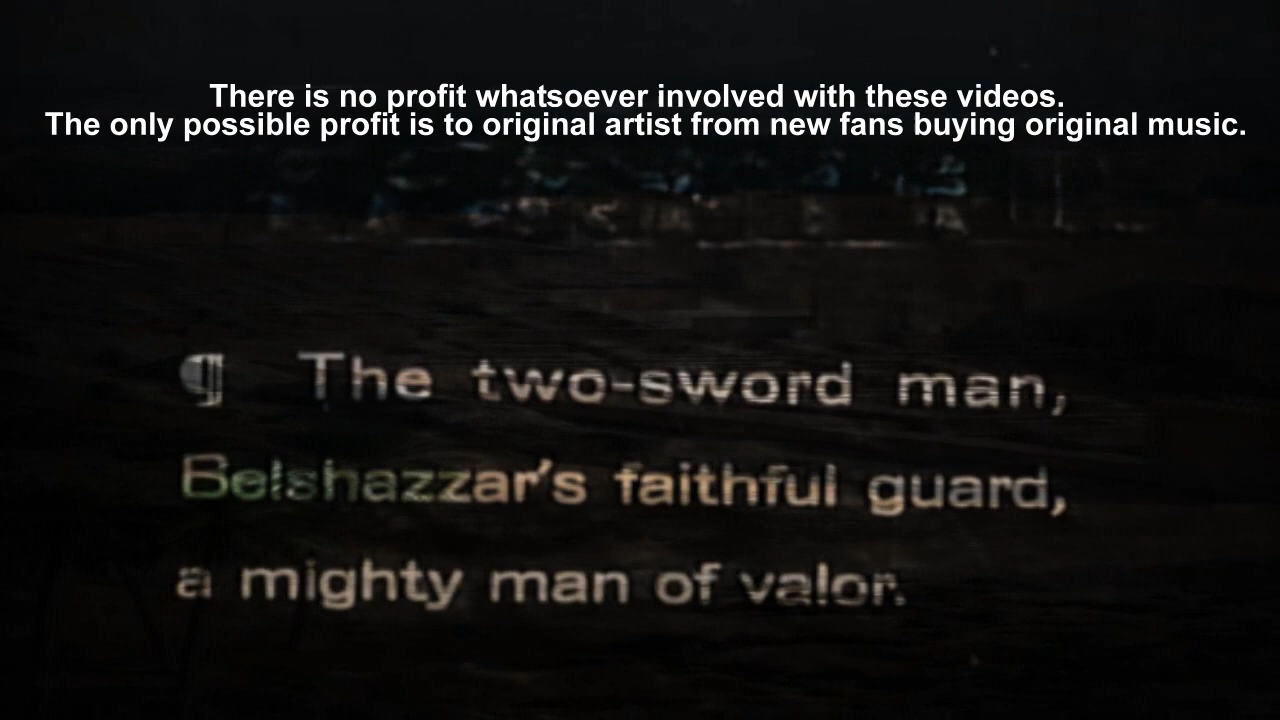 There is no profit whatsoever involved with these videos.
The only possible profit is to original artist from new fans buying original music.
¶ The two-sword man,
Belshazzar's faithful guard,
a mighty man of valor.